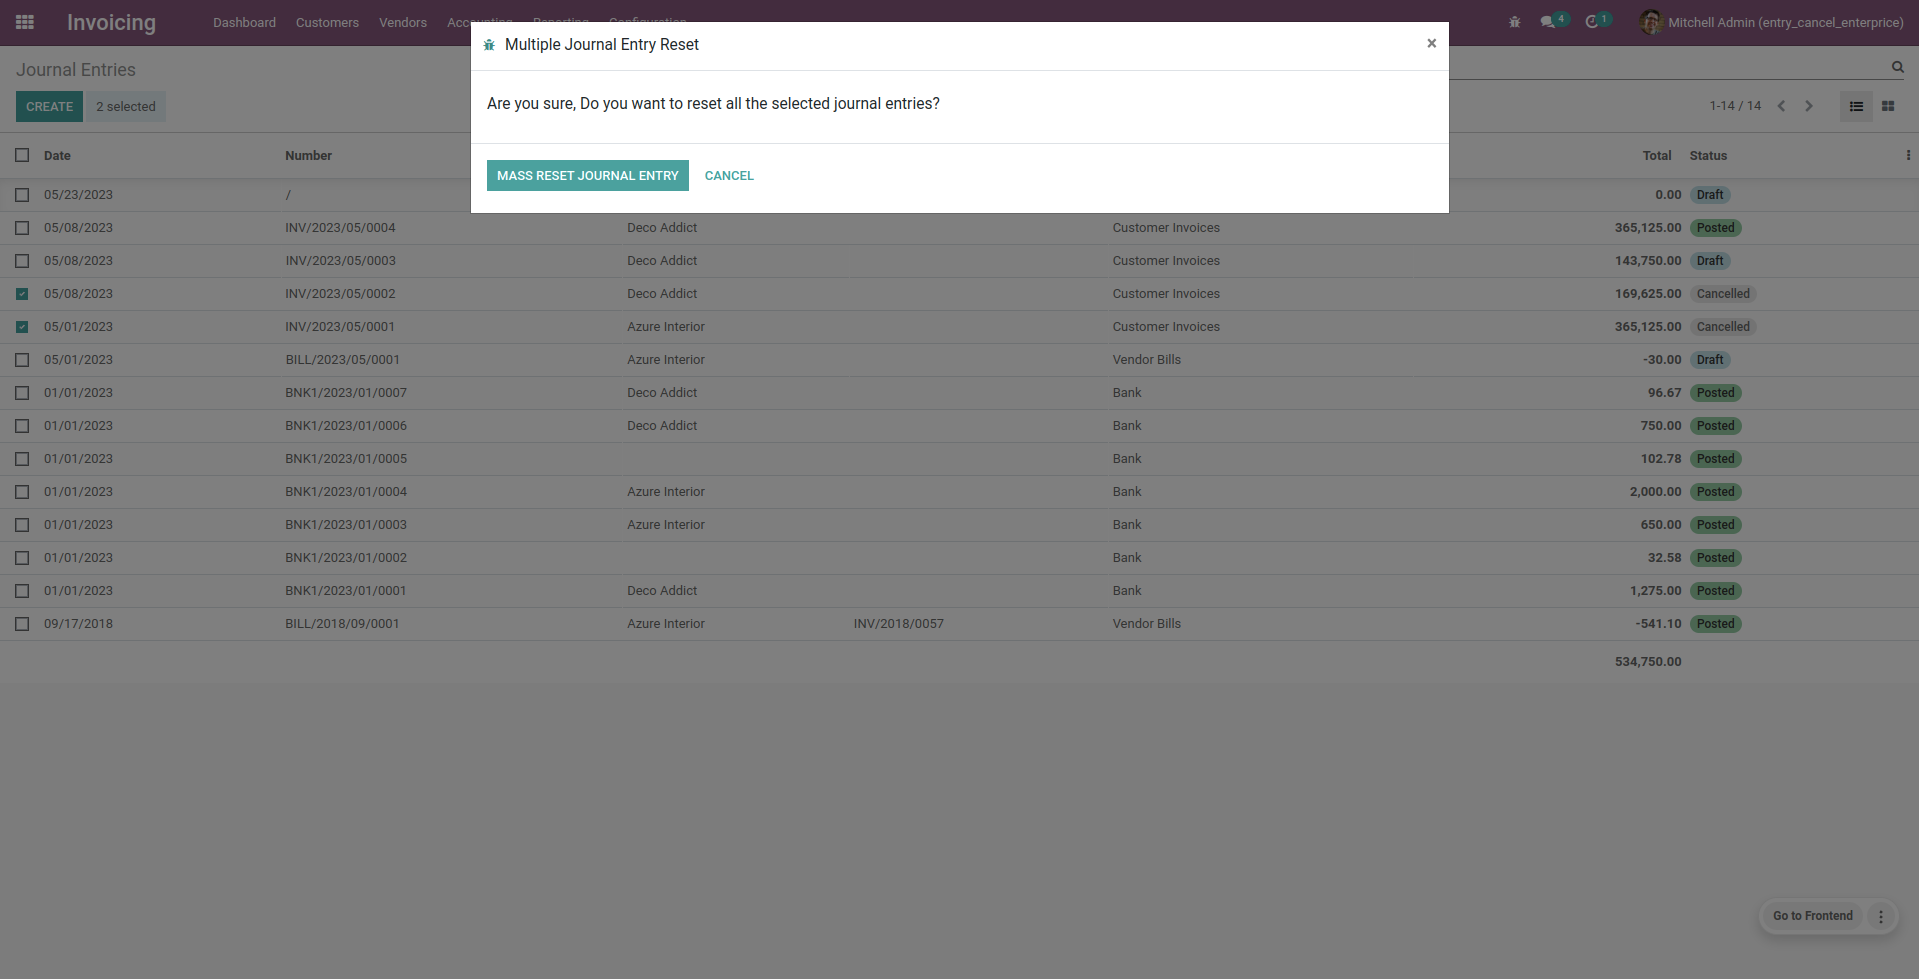 Invoicing Dashboard Customers Vendors 4 1 Mitchell Admin (entry_cancel_enterprice)
Multiple Journal Entry Reset ×
Journal Entries
Are you sure, Do you want to reset all the selected journal entries?
CREATE 2 selected 1-14 / 14
MASS RESET JOURNAL ENTRY CANCEL
Date Number Total Status
05/23/2023 / 0.00 Draft
05/08/2023 INV/2023/05/0004 Deco Addict Customer Invoices 365,125.00 Posted
05/08/2023 INV/2023/05/0003 Deco Addict Customer Invoices 143,750.00 Draft
05/08/2023 INV/2023/05/0002 Deco Addict Customer Invoices 169,625.00 Cancelled
05/01/2023 INV/2023/05/0001 Azure Interior Customer Invoices 365,125.00 Cancelled
05/01/2023 BILL/2023/05/0001 Azure Interior Vendor Bills -30.00 Draft
01/01/2023 BNK1/2023/01/0007 Deco Addict Bank 96.67 Posted
01/01/2023 BNK1/2023/01/0006 Deco Addict Bank 750.00 Posted
01/01/2023 BNK1/2023/01/0005 Bank 102.78 Posted
01/01/2023 BNK1/2023/01/0004 Azure Interior Bank 2,000.00 Posted
01/01/2023 BNK1/2023/01/0003 Azure Interior Bank 650.00 Posted
01/01/2023 BNK1/2023/01/0002 Bank 32.58 Posted
01/01/2023 BNK1/2023/01/0001 Deco Addict Bank 1,275.00 Posted
09/17/2018 BILL/2018/09/0001 Azure Interior INV/2018/0057 Vendor Bills -541.10 Posted
534,750.00
Go to Frontend